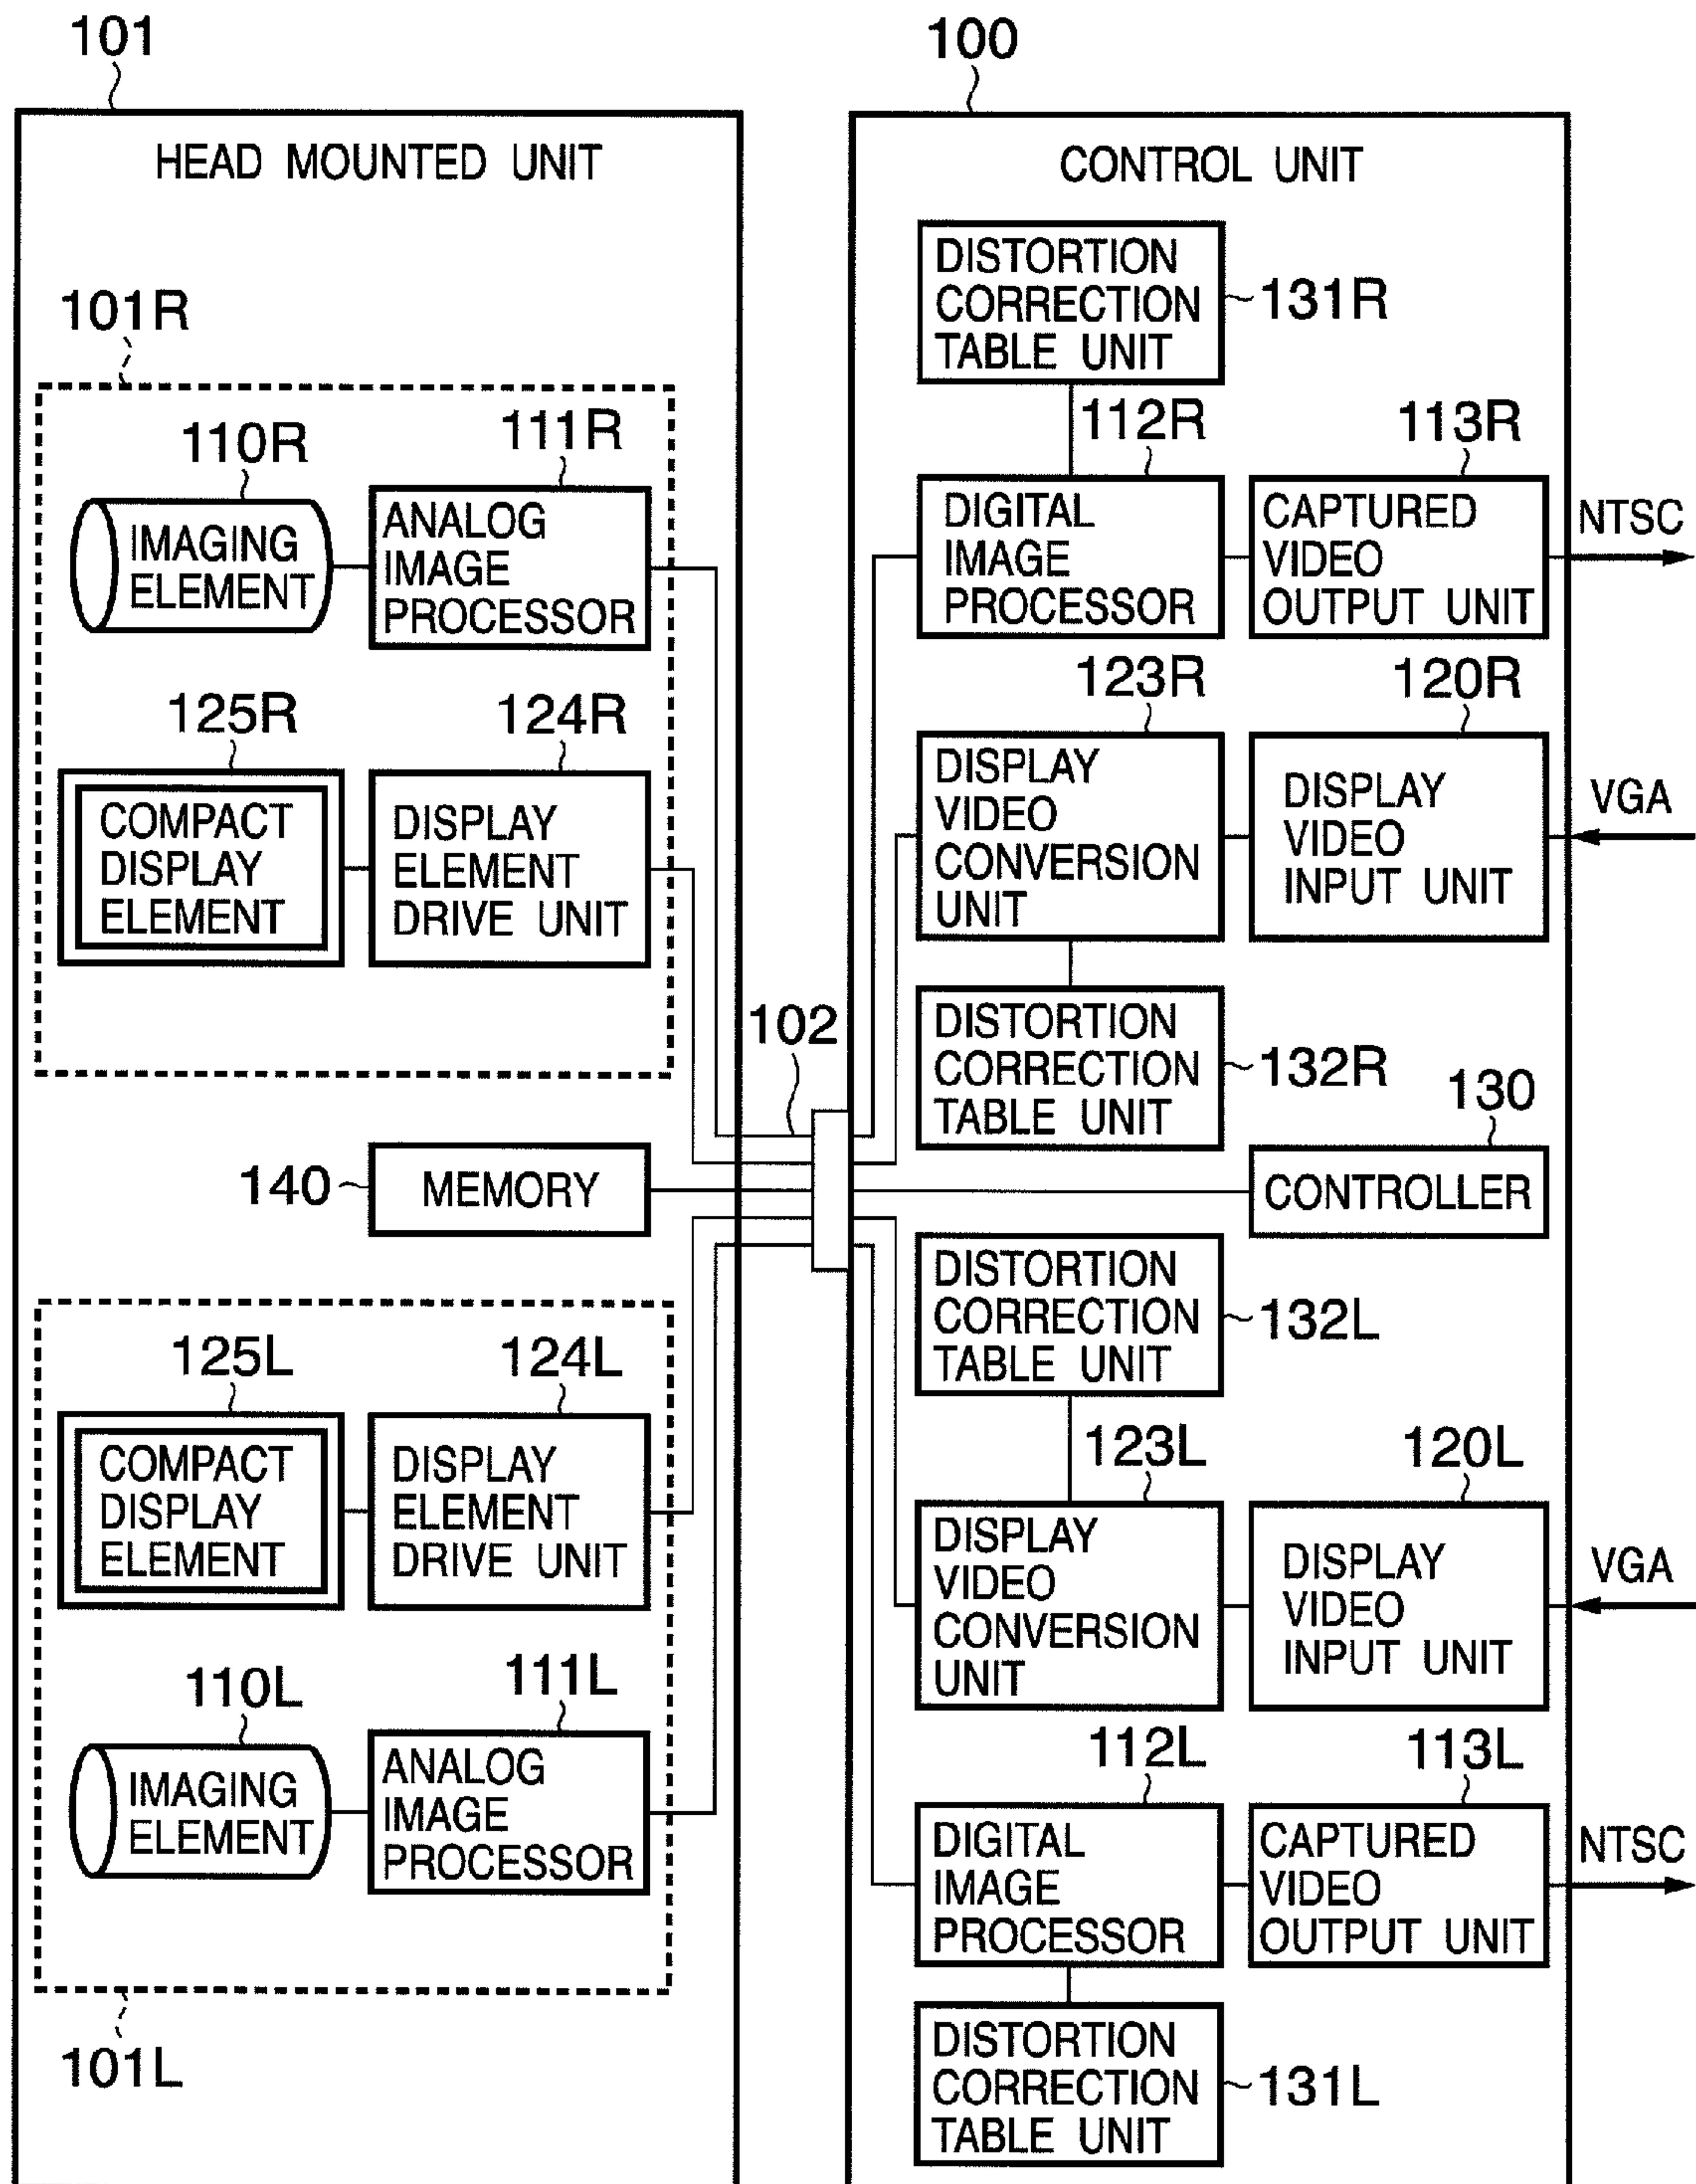 101
100
HEAD MOUNTED UNIT
CONTROL UNIT
DISTORTION
CORRECTION
TABLE UNIT
131R
101R
110R
111R
112R
113R
IMAGING
ELEMENT
ANALOG
IMAGE
PROCESSOR
DIGITAL
IMAGE
PROCESSOR
CAPTURED
VIDEO
OUTPUT UNIT
NTSC
125R
124R
123R
120R
COMPACT
DISPLAY
ELEMENT
DISPLAY
ELEMENT
DRIVE UNIT
DISPLAY
VIDEO
CONVERSION
UNIT
DISPLAY
VIDEO
INPUT UNIT
VGA
102
DISTORTION
CORRECTION
TABLE UNIT
132R
130
140
MEMORY
CONTROLLER
DISTORTION
CORRECTION
TABLE UNIT
132L
125L
124L
123L
120L
COMPACT
DISPLAY
ELEMENT
DISPLAY
ELEMENT
DRIVE UNIT
DISPLAY
VIDEO
CONVERSION
UNIT
DISPLAY
VIDEO
INPUT UNIT
VGA
110L
111L
112L
113L
IMAGING
ELEMENT
ANALOG
IMAGE
PROCESSOR
DIGITAL
IMAGE
PROCESSOR
CAPTURED
VIDEO
OUTPUT UNIT
NTSC
101L
DISTORTION
CORRECTION
TABLE UNIT
131L